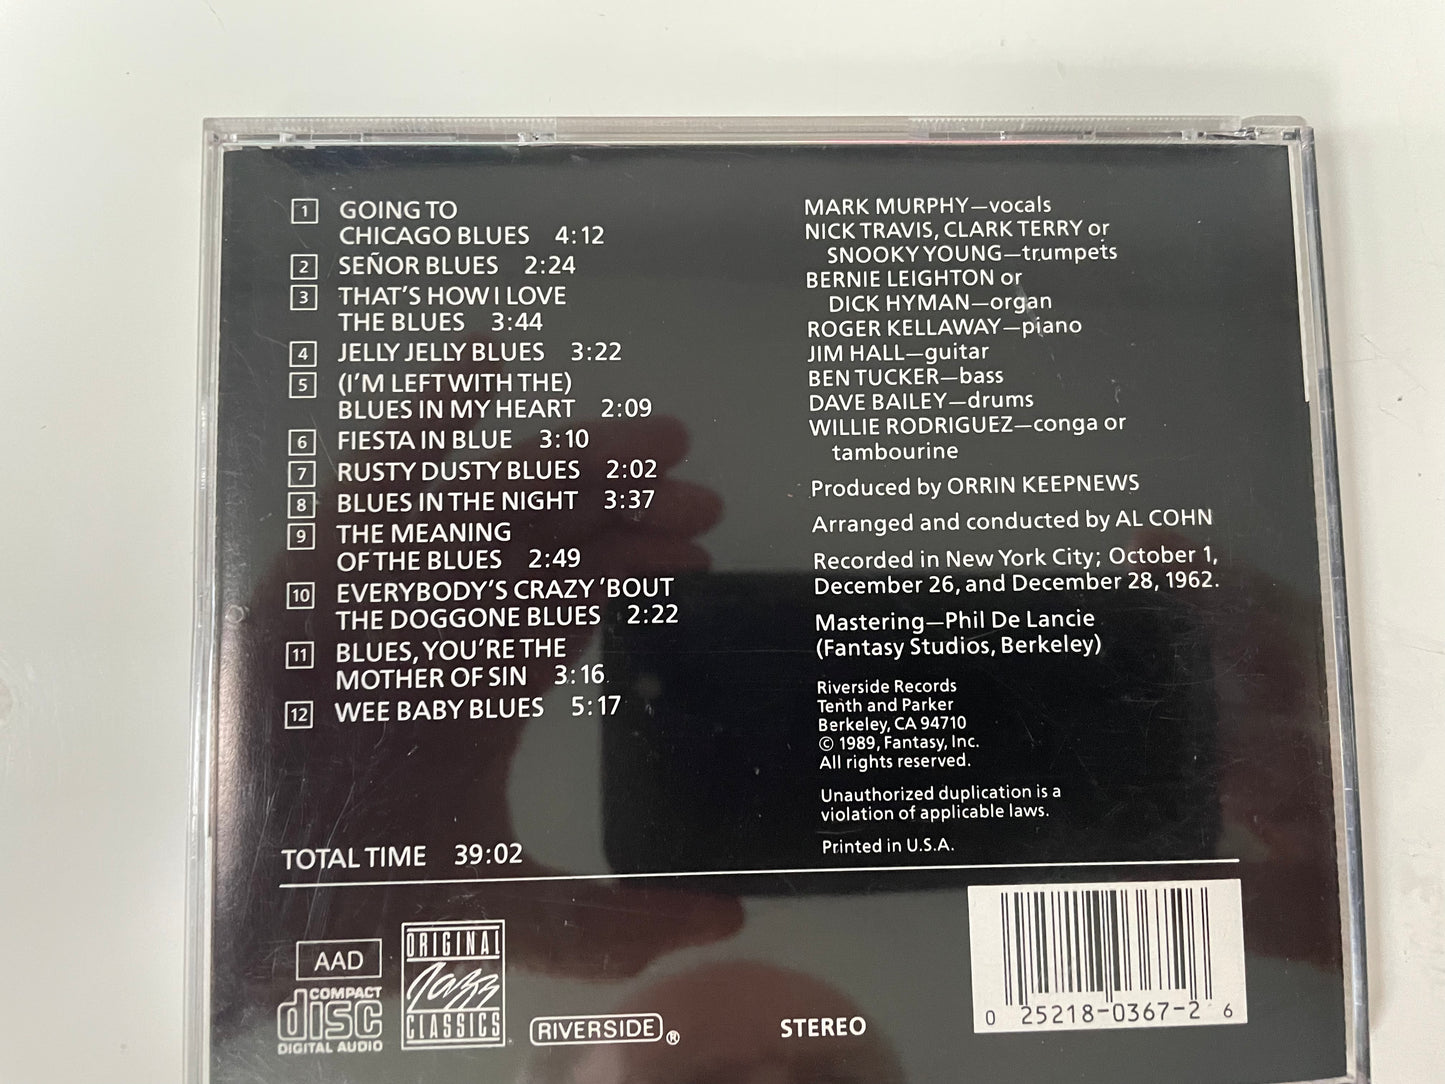 1 GOING TO
CHICAGO BLUES 4:12
2 SEÑOR BLUES 2:24
3 THAT'S HOW I LOVE
THE BLUES 3:44
4 JELLY JELLY BLUES 3:22
5 (I'M LEFT WITH THE)
BLUES IN MY HEART 2:09
6 FIESTA IN BLUE 3:10
7 RUSTY DUSTY BLUES 2:02
8 BLUES IN THE NIGHT 3:37
9 THE MEANING
OF THE BLUES 2:49
10 EVERYBODY'S CRAZY 'BOUT
THE DOGGONE BLUES 2:22
11 BLUES, YOU'RE THE
MOTHER OF SIN 3:16
12 WEE BABY BLUES 5:17
TOTAL TIME 39:02
MARK MURPHY—vocals
NICK TRAVIS, CLARK TERRY or
SNOOKY YOUNG—trumpets
BERNIE LEIGHTON or
DICK HYMAN—organ
ROGER KELLAWAY—piano
JIM HALL—guitar
BEN TUCKER—bass
DAVE BAILEY—drums
WILLIE RODRIGUEZ—conga or
tambourine
Produced by ORRIN KEEPNEWS
Arranged and conducted by AL COHN
Recorded in New York City; October 1,
December 26, and December 28, 1962.
Mastering—Phil De Lancie
(Fantasy Studios, Berkeley)
Riverside Records
Tenth and Parker
Berkeley, CA 94710
© 1989, Fantasy, Inc.
All rights reserved.
Unauthorized duplication is a
violation of applicable laws.
Printed in U.S.A.
AAD
COMPACT
disc
DIGITAL AUDIO
ORIGINAL
Jazz
CLASSICS
RIVERSIDE®
STEREO
0 25218-0367-2 6